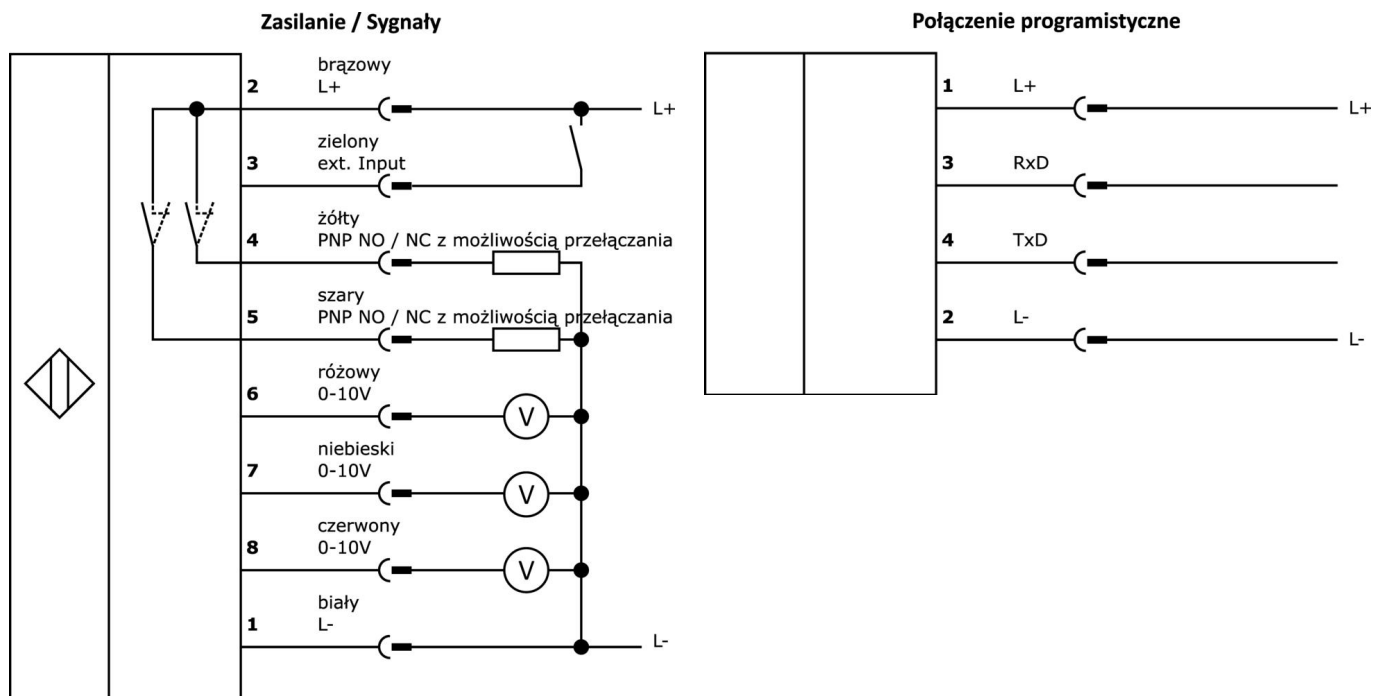 Zasilanie / Sygnały
brązowy
2 L+
L+
zielony
3 ext. Input
żółty
4 PNP NO / NC z możliwością przełączania
szary
5 PNP NO / NC z możliwością przełączania
różowy
6 0-10V
V
niebieski
7 0-10V
V
czerwony
8 0-10V
V
biały
1 L-
L-
Połączenie programistyczne
1 L+
L+
3 RxD
4 TxD
2 L-
L-